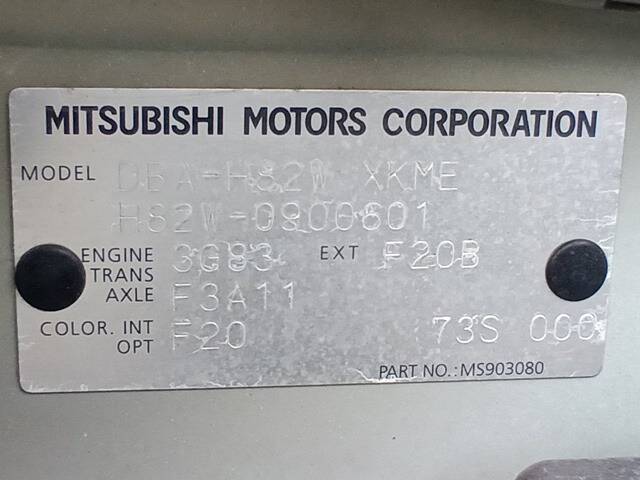 MITSUBISHI MOTORS CORPORATION
MODEL DBA-H82W XKME
H82W-0900601
ENGINE 3G83 EXT F20B
TRANS
AXLE F3A11
COLOR. INT F20 73S 000
OPT
PART NO.: MS903080